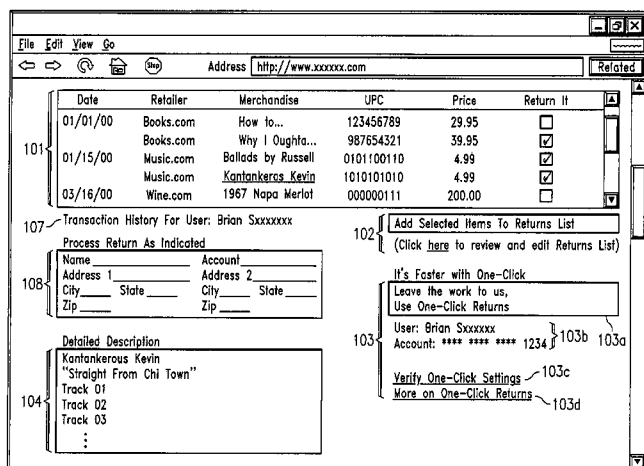 File Edit View Go
Stop Address http://www.xxxxxx.com Related
Date Retailer Merchandise UPC Price Return It
01/01/00 Books.com How to... 123456789 29.95
Books.com Why I Oughta... 987654321 39.95
101
01/15/00 Music.com Ballads by Russell 0101100110 4.99
Music.com Kantankeros Kevin 1010101010 4.99
03/16/00 Wine.com 1967 Napa Merlot 000000111 200.00
107 Transaction History For User: Brian Sxxxxxxx
102 Add Selected Items To Returns List
(Click here to review and edit Returns List)
Process Return As Indicated
Name Account
Address 1 Address 2
108
City State City State
Zip Zip
It's Faster with One-Click
Leave the work to us,
Use One-Click Returns
103a
User: Brian Sxxxxxx
103 103b
Account: **** **** **** 1234
Verify One-Click Settings 103c
More on One-Click Returns 103d
Detailed Description
Kantankerous Kevin
"Straight From Chi Town"
104
Track 01
Track 02
Track 03